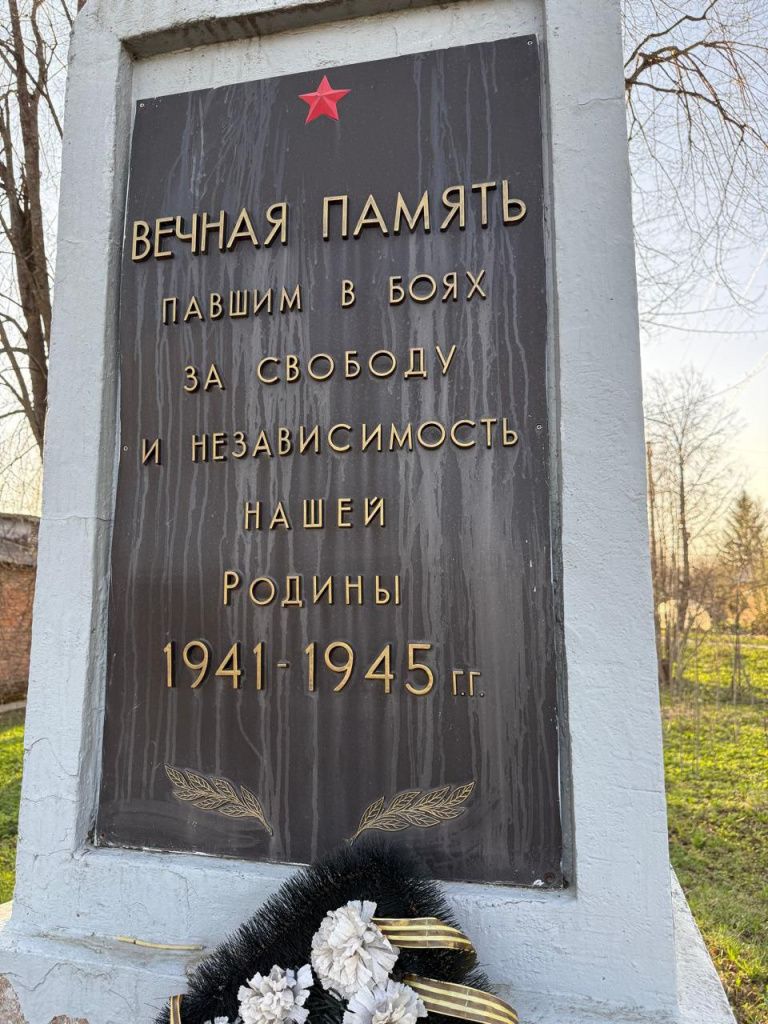 ВЕЧНАЯ ПАМЯТЬ
ПАВШИМ В БОЯХ
ЗА СВОБОДУ
И НЕЗАВИСИМОСТЬ
НАШЕЙ
РОДИНЫ
1941-1945 г.г.